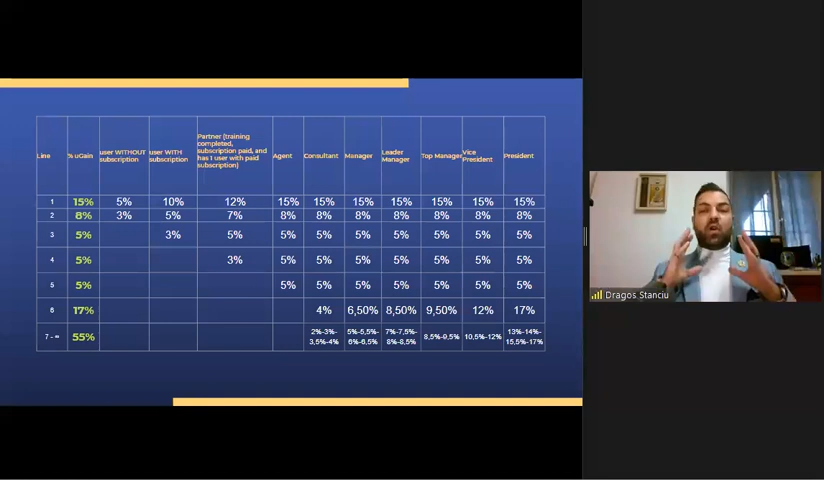 Line
% uGain
user WITHOUT
subscription
user WITH
subscription
Partner (training
completed,
subscription paid, and
has 1 user with paid
subscription)
Agent
Consultant
Manager
Leader
Manager
Top Manager
Vice
President
President
1 15% 5% 10% 12% 15% 15% 15% 15% 15% 15% 15%
2 8% 3% 5% 7% 8% 8% 8% 8% 8% 8% 8%
3 5% 3% 5% 5% 5% 5% 5% 5% 5% 5%
4 5% 3% 5% 5% 5% 5% 5% 5% 5%
5 5% 5% 5% 5% 5% 5% 5% 5%
6 17% 4% 6,50% 8,50% 9,50% 12% 17%
7 - ∞ 55%
2%-3%-
3,5%-4%
5%-5,5%-
6%-6,5%
7%-7,5%-
8%-8,5%
8,5%-9,5%
10,5%-12%
13%-14%-
15,5%-17%
Dragos Stanciu